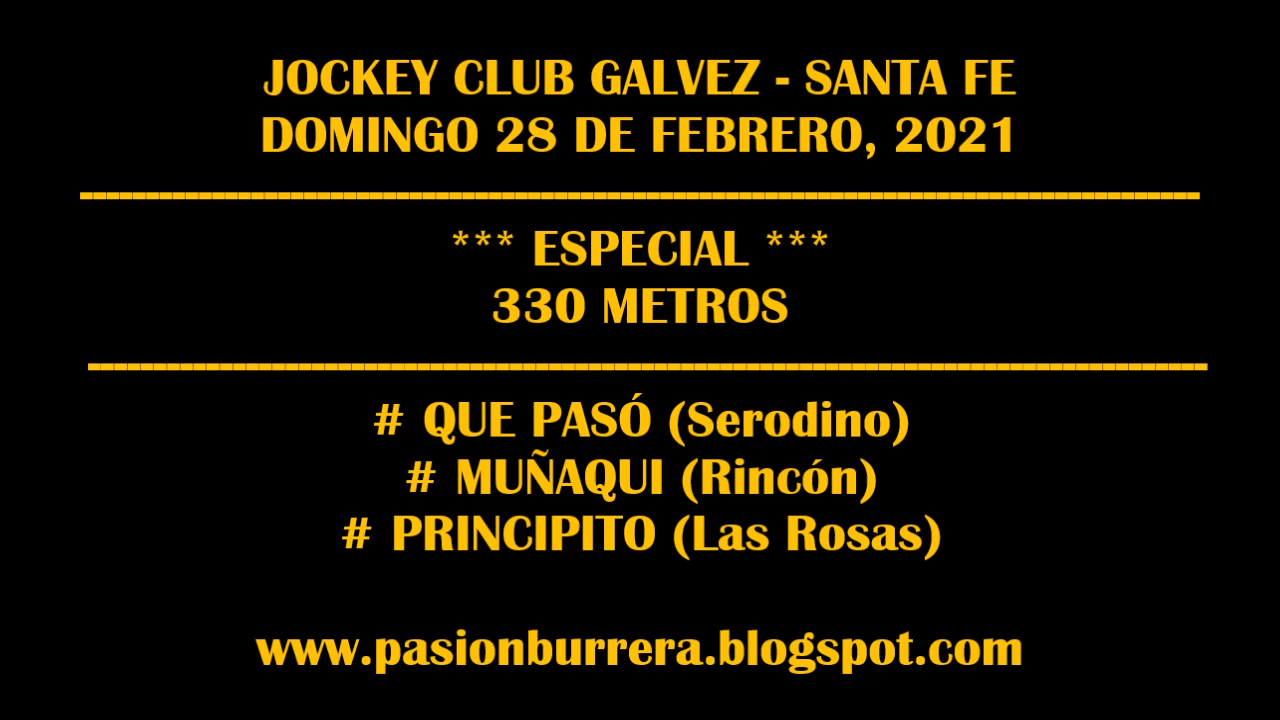 JOCKEY CLUB GALVEZ - SANTA FE
DOMINGO 28 DE FEBRERO, 2021
*** ESPECIAL ***
330 METROS
# QUE PASÓ (Serodino)
# MUÑAQUI (Rincón)
# PRINCIPITO (Las Rosas)
www.pasionburrera.blogspot.com